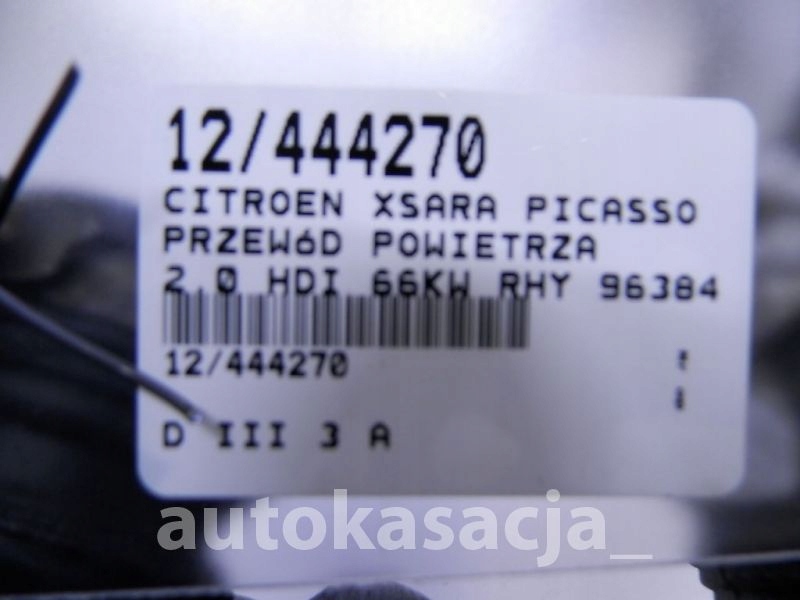 12/444270
CITROEN XSARA PICASSO
PRZEWóD POWIETRZA
2.0 HDI 66KW RHY 96384
12/444270
D III 3 A
autokasacja_